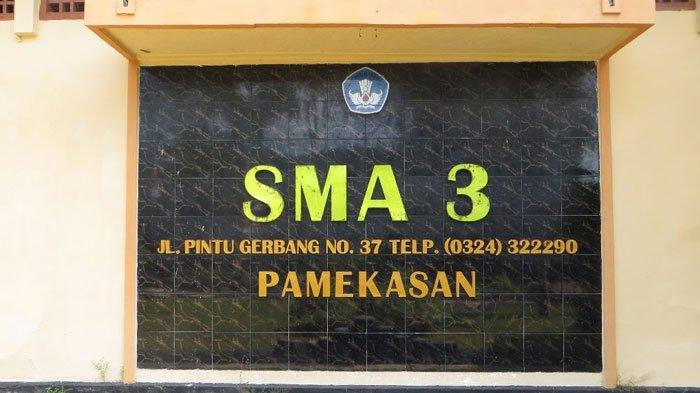 SMA 3
JL. PINTU GERBANG NO. 37 TELP. (0324) 322290
PAMEKASAN